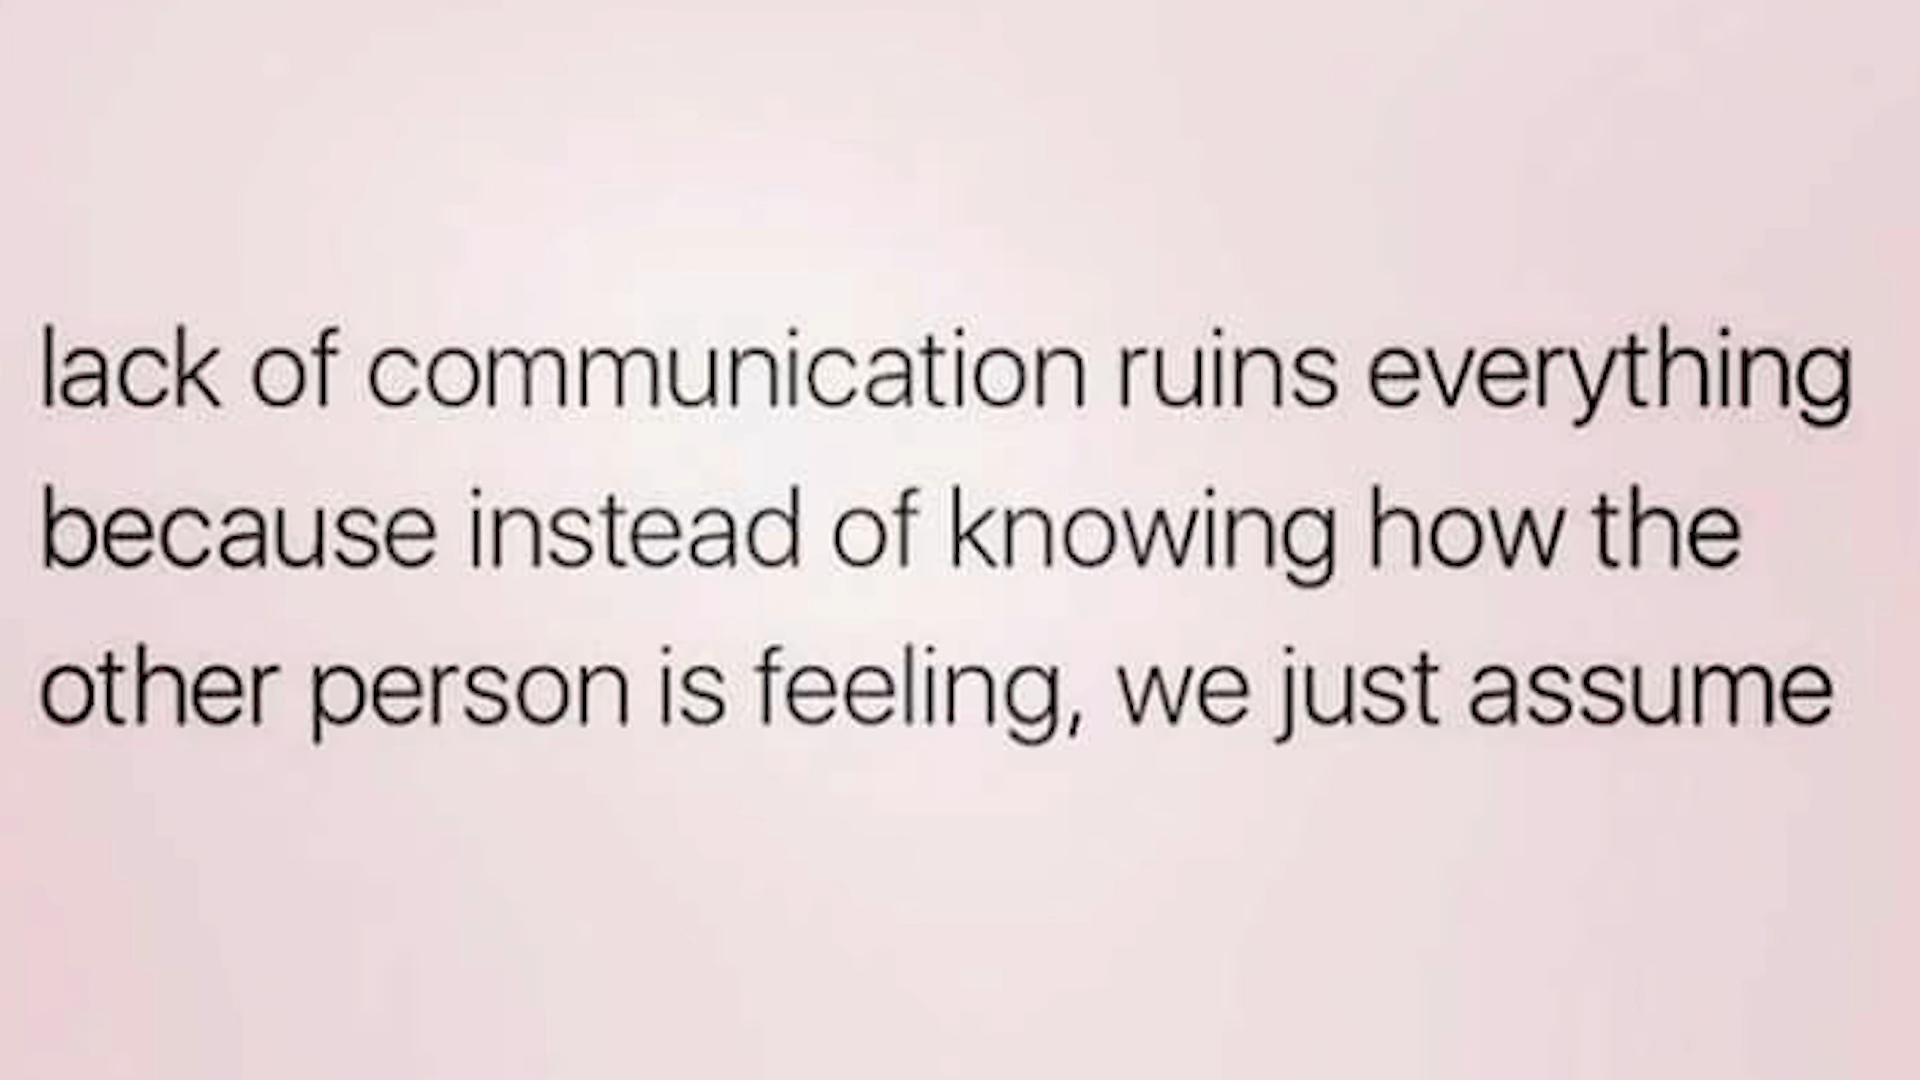 lack of communication ruins everything
because instead of knowing how the
other person is feeling, we just assume